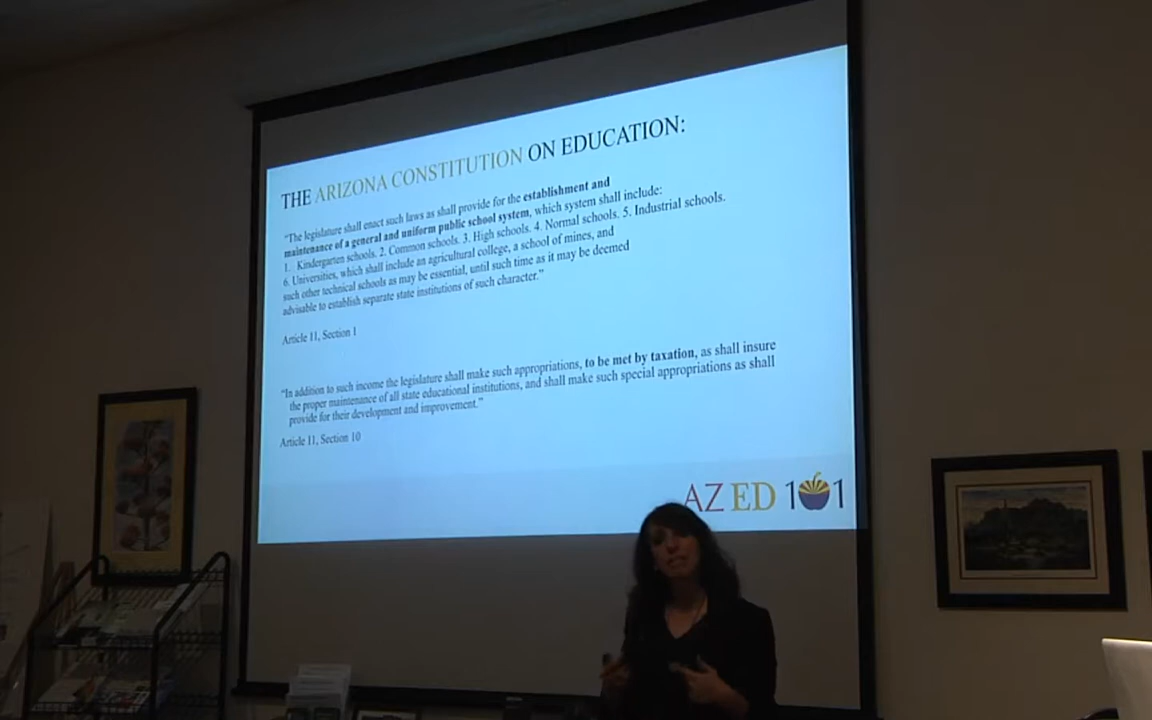 THE ARIZONA CONSTITUTION ON EDUCATION:
"The legislature shall enact such laws as shall provide for the establishment and
maintenance of a general and uniform public school system, which system shall include:
1. Kindergarten schools. 2. Common schools. 3. High schools. 4. Normal schools. 5. Industrial schools.
6. Universities, which shall include an agricultural college, a school of mines, and
such other technical schools as may be essential, until such time as it may be deemed
advisable to establish separate state institutions of such character."
Article 11, Section 1
"In addition to such income the legislature shall make such appropriations, to be met by taxation, as shall insure
the proper maintenance of all state educational institutions, and shall make such special appropriations as shall
provide for their development and improvement."
Article 11, Section 10
AZ ED 101